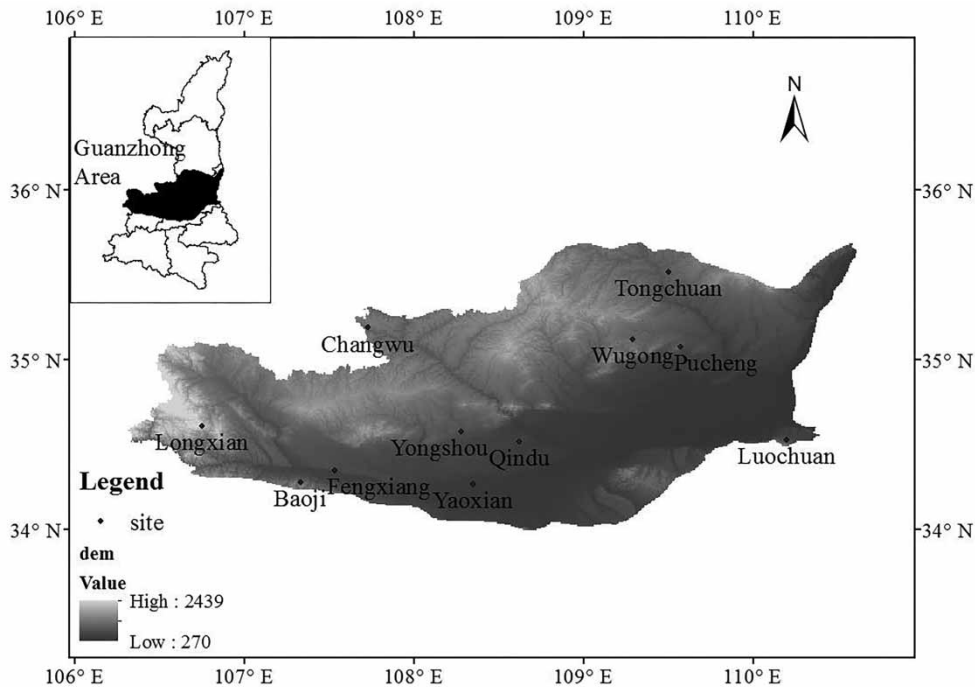 106° E 107° E 108° E 109° E 110° E
N
Guanzhong
Area
36° N 36° N
Tongchuan
Changwu
Wugong Pucheng
35° N 35° N
Longxian Yongshou Qindu Luochuan
Legend
Baoji Fengxiang Yaoxian
site
34° N 34° N
dem
Value
High : 2439
Low : 270
106° E 107° E 108° E 109° E 110° E